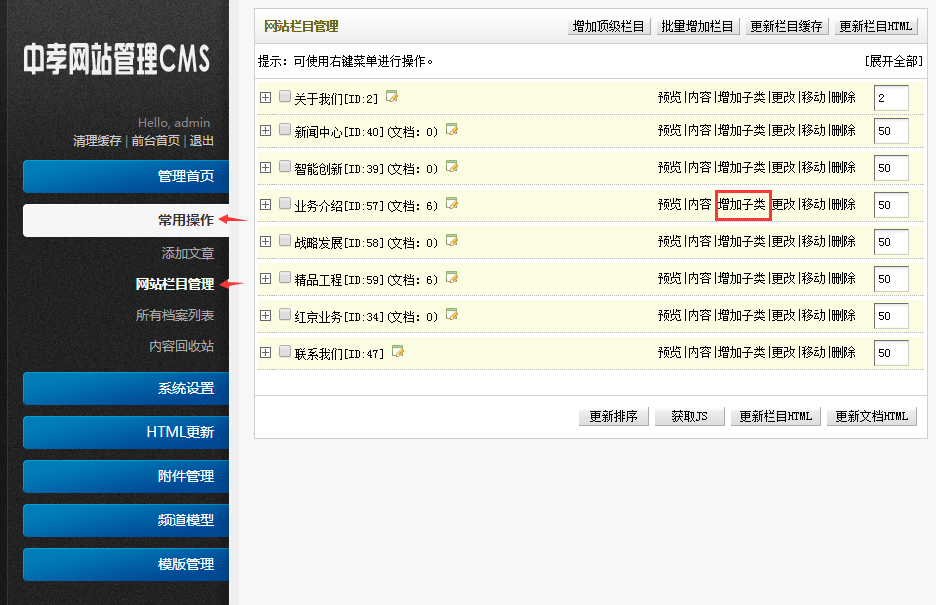 中孝网站管理CMS
Hello, admin
清理缓存 | 前台首页 | 退出
管理首页
常用操作
添加文章
网站栏目管理
所有档案列表
内容回收站
系统设置
HTML更新
附件管理
频道模型
模版管理
网站栏目管理 增加顶级栏目 批量增加栏目 更新栏目缓存 更新栏目HTML
提示：可使用右键菜单进行操作。 [展开全部]
关于我们[ID:2] 预览|内容|增加子类|更改|移动|删除 2
新闻中心[ID:40](文档：0) 预览|内容|增加子类|更改|移动|删除 50
智能创新[ID:39](文档：0) 预览|内容|增加子类|更改|移动|删除 50
业务介绍[ID:57](文档：6) 预览|内容|增加子类|更改|移动|删除 50
战略发展[ID:58](文档：0) 预览|内容|增加子类|更改|移动|删除 50
精品工程[ID:59](文档：6) 预览|内容|增加子类|更改|移动|删除 50
红京业务[ID:34](文档：0) 预览|内容|增加子类|更改|移动|删除 50
联系我们[ID:47] 预览|内容|增加子类|更改|移动|删除 50
更新排序 获取JS 更新栏目HTML 更新文档HTML